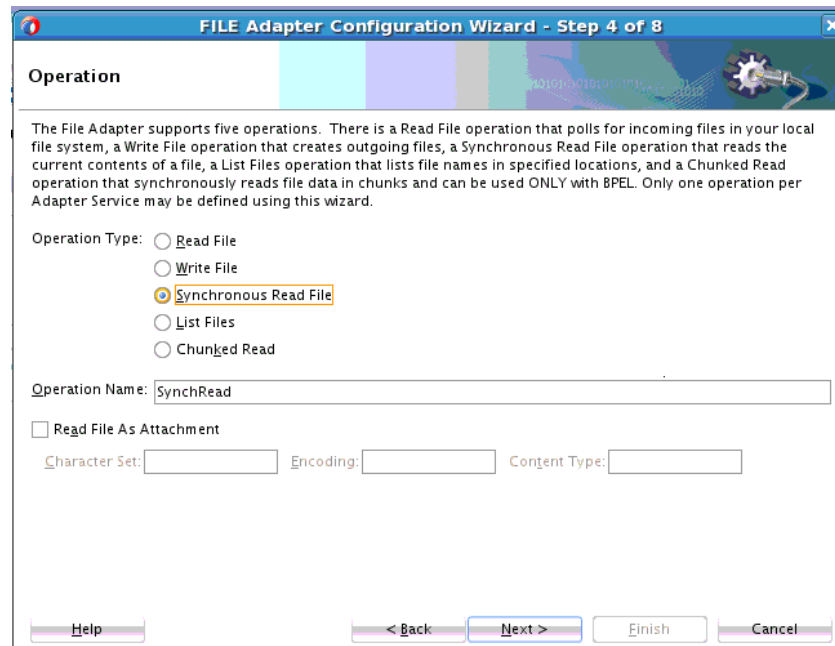 FILE Adapter Configuration Wizard - Step 4 of 8
Operation
The File Adapter supports five operations. There is a Read File operation that polls for incoming files in your local
file system, a Write File operation that creates outgoing files, a Synchronous Read File operation that reads the
current contents of a file, a List Files operation that lists file names in specified locations, and a Chunked Read
operation that synchronously reads file data in chunks and can be used ONLY with BPEL. Only one operation per
Adapter Service may be defined using this wizard.
Operation Type: Read File
Write File
Synchronous Read File
List Files
Chunked Read
Operation Name: SynchRead
Read File As Attachment
Character Set: Encoding: Content Type:
Help < Back Next > Finish Cancel